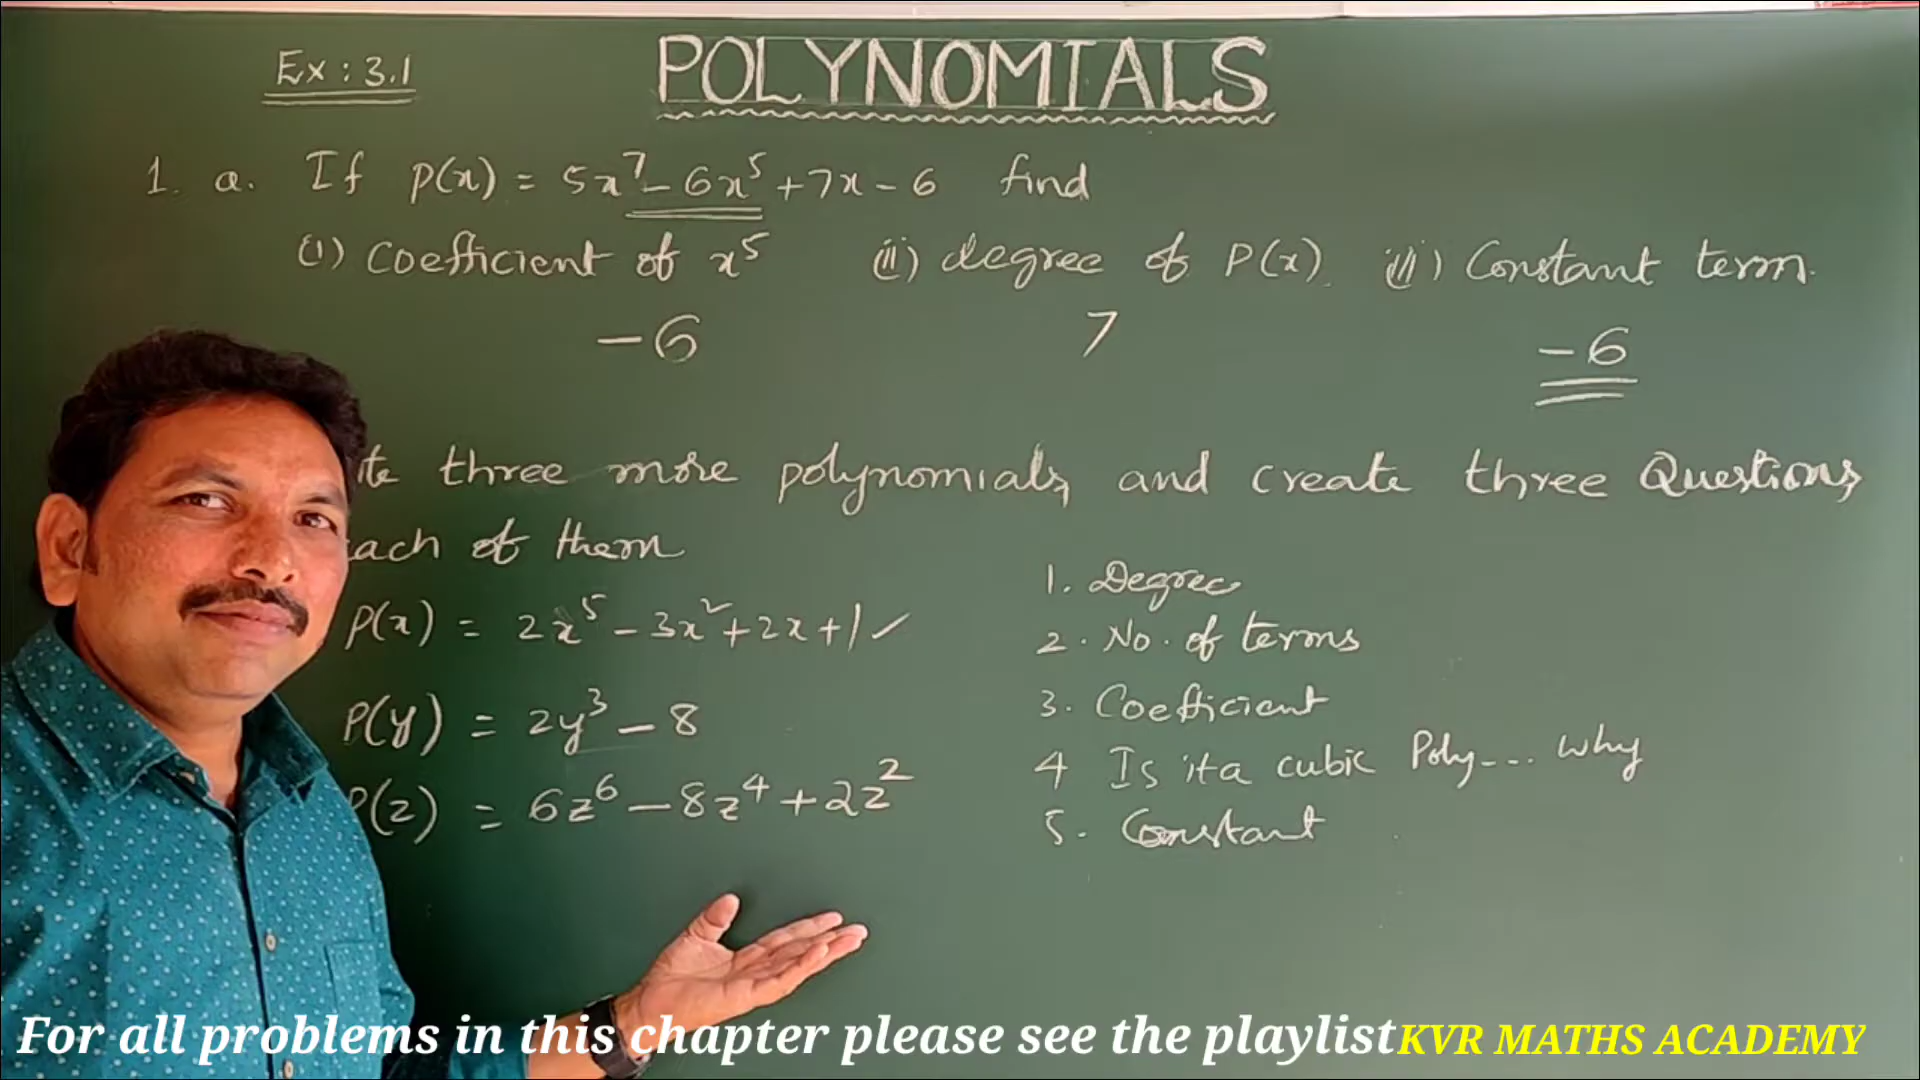 Ex : 3.1
POLYNOMIALS
1. a. If P(x) = 5x⁷ - 6x⁵ + 7x - 6 find
(i) Coefficient of x⁵ (ii) degree of P(x). (iii) Constant term.
-6 7 -6
ite three more polynomials, and create three Questions,
each of them
P(x) = 2x⁵ - 3x² + 2x + 1 ✓
P(y) = 2y³ - 8
P(z) = 6z⁶ - 8z⁴ + 2z²
1. Degree
2. No. of terms
3. Coefficient
4 Is it a cubic Poly--- why
5. Constant
For all problems in this chapter please see the playlist KVR MATHS ACADEMY